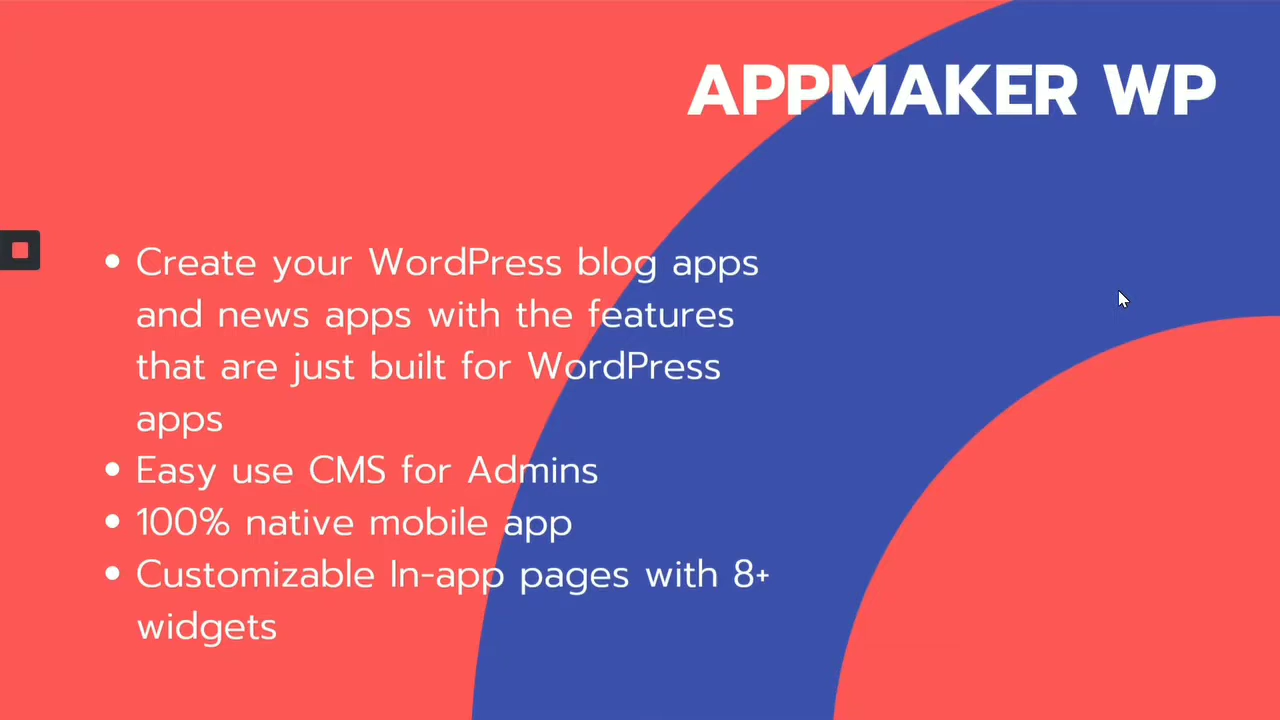 APPMAKER WP
• Create your WordPress blog apps
and news apps with the features
that are just built for WordPress
apps
• Easy use CMS for Admins
• 100% native mobile app
• Customizable In-app pages with 8+
widgets